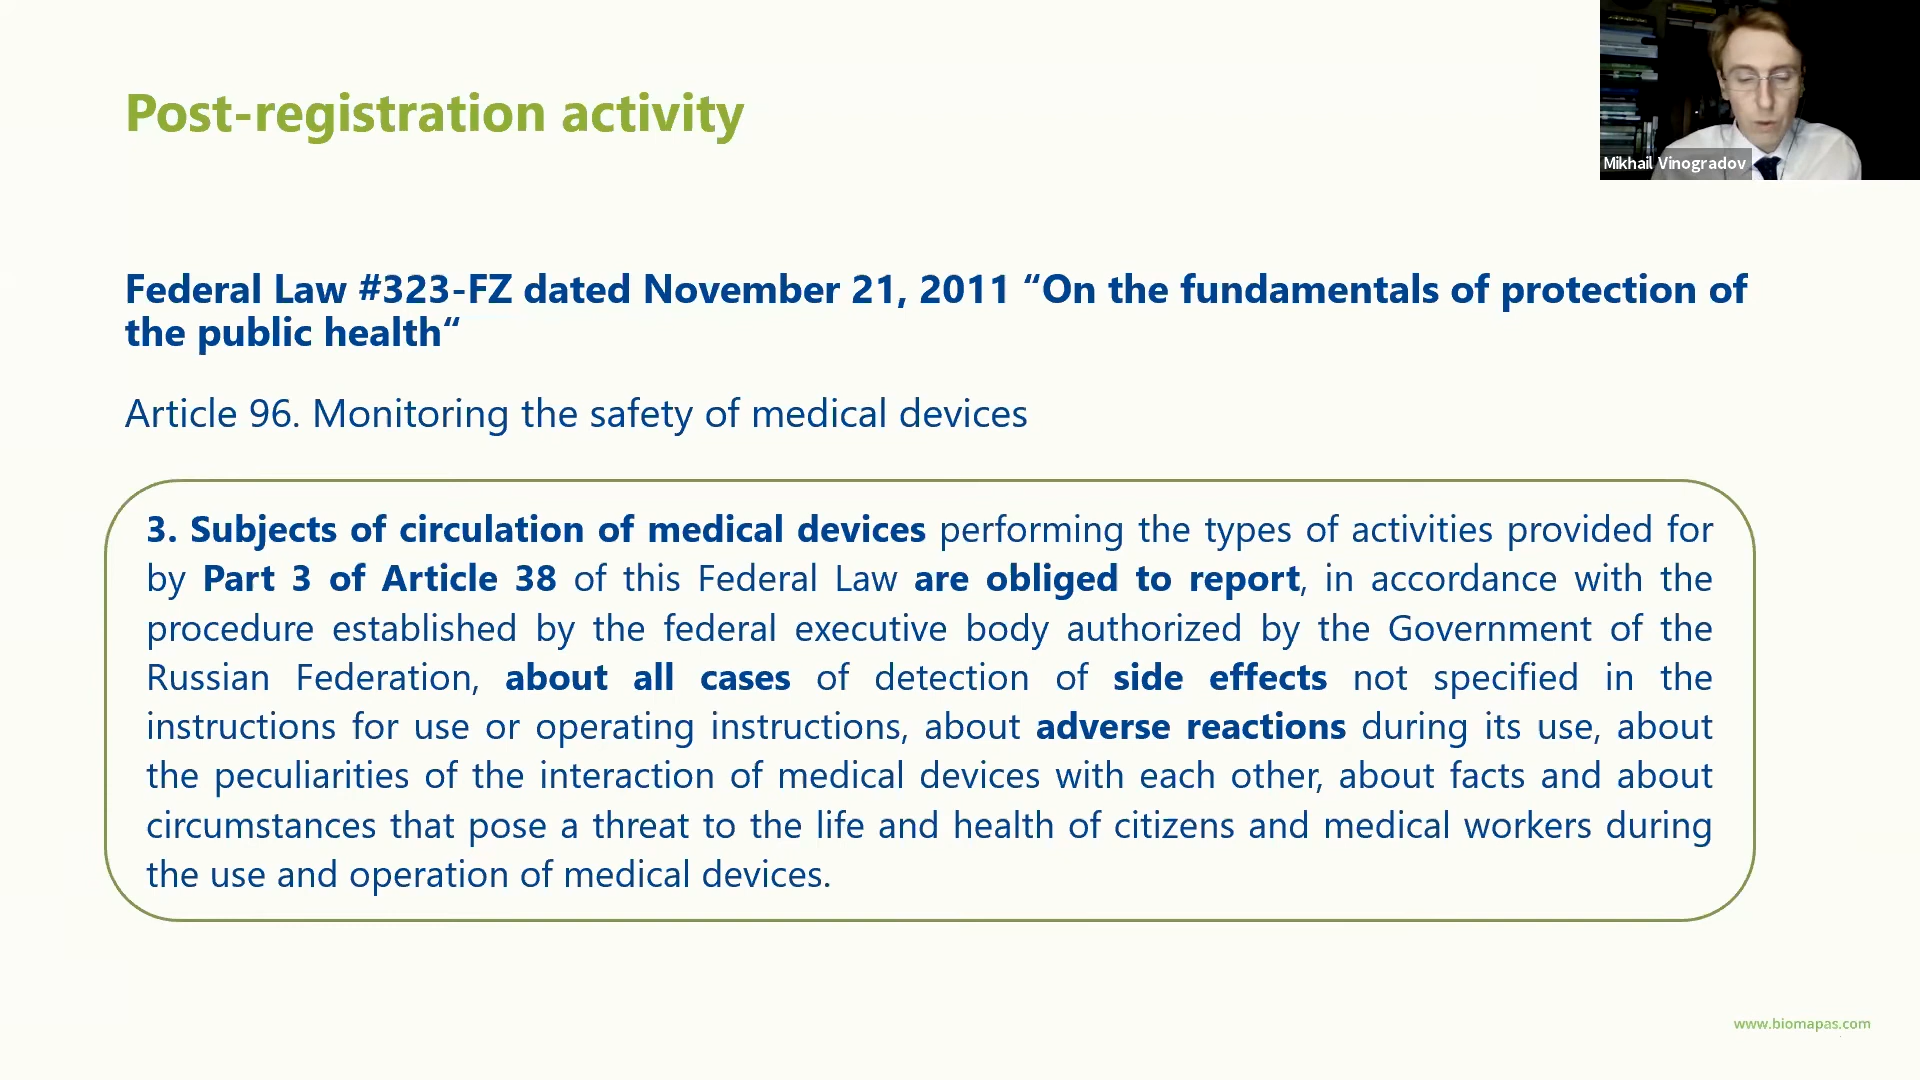 Post-registration activity
Mikhail Vinogradov
Federal Law #323-FZ dated November 21, 2011 “On the fundamentals of protection of
the public health“
Article 96. Monitoring the safety of medical devices
3. Subjects of circulation of medical devices performing the types of activities provided for
by Part 3 of Article 38 of this Federal Law are obliged to report, in accordance with the
procedure established by the federal executive body authorized by the Government of the
Russian Federation, about all cases of detection of side effects not specified in the
instructions for use or operating instructions, about adverse reactions during its use, about
the peculiarities of the interaction of medical devices with each other, about facts and about
circumstances that pose a threat to the life and health of citizens and medical workers during
the use and operation of medical devices.
www.biomapas.com